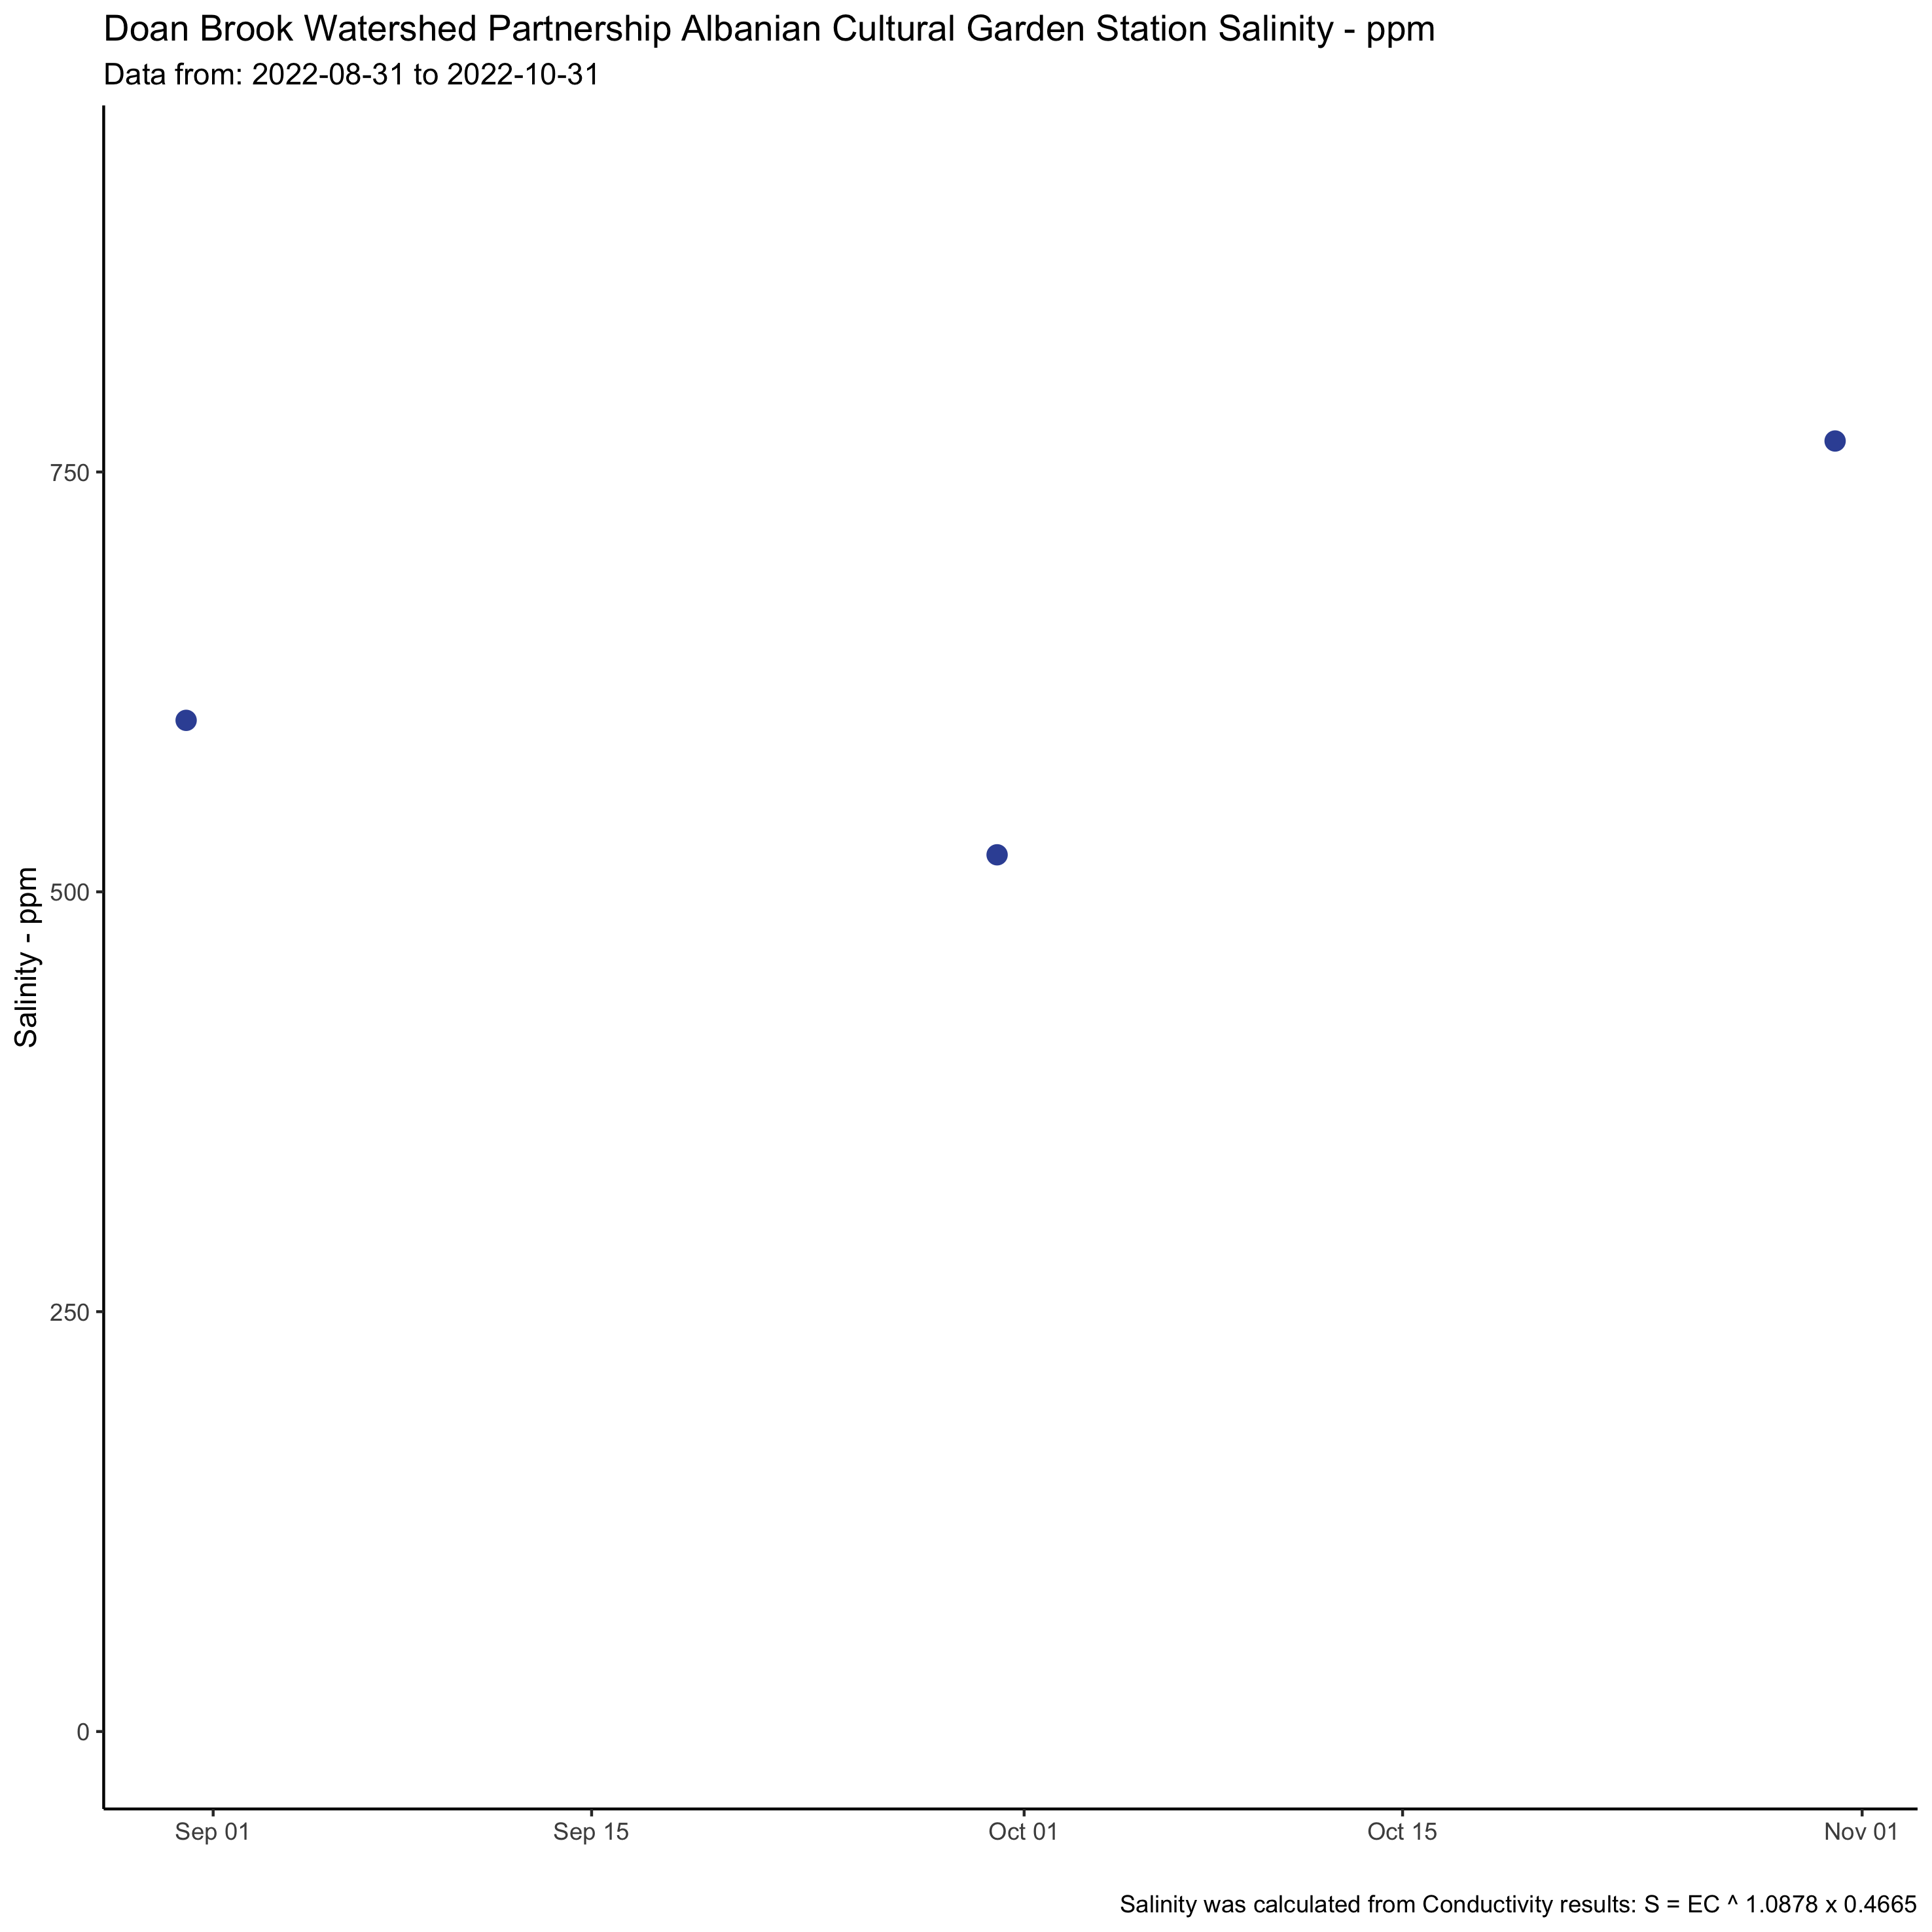 Doan Brook Watershed Partnership Albanian Cultural Garden Station Salinity - ppm
Data from: 2022-08-31 to 2022-10-31
Salinity - ppm
750
500
250
0
Sep 01 Sep 15 Oct 01 Oct 15 Nov 01
Salinity was calculated from Conductivity results: S = EC ^ 1.0878 x 0.4665